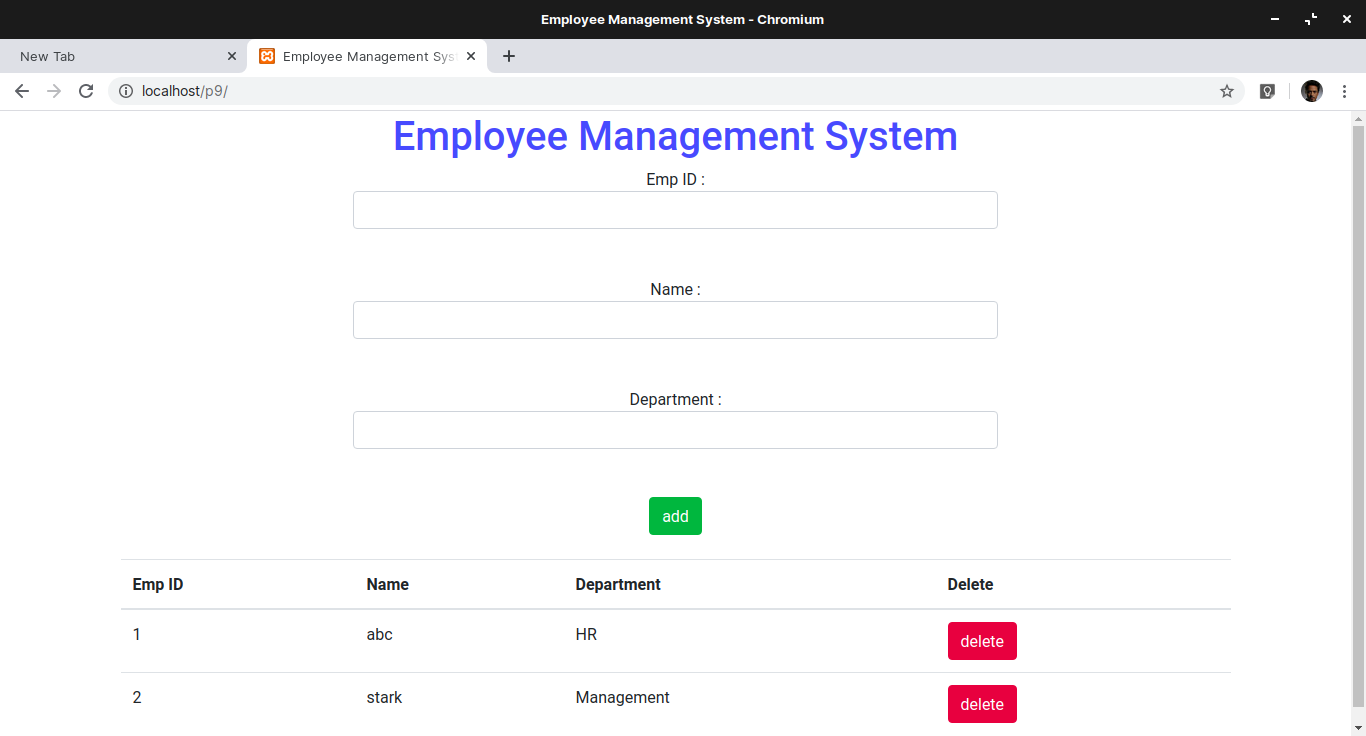 Employee Management System - Chromium
New Tab
Employee Management Sys
localhost/p9/
Employee Management System
Emp ID :
Name :
Department :
add
Emp ID Name Department Delete
1 abc HR delete
2 stark Management delete